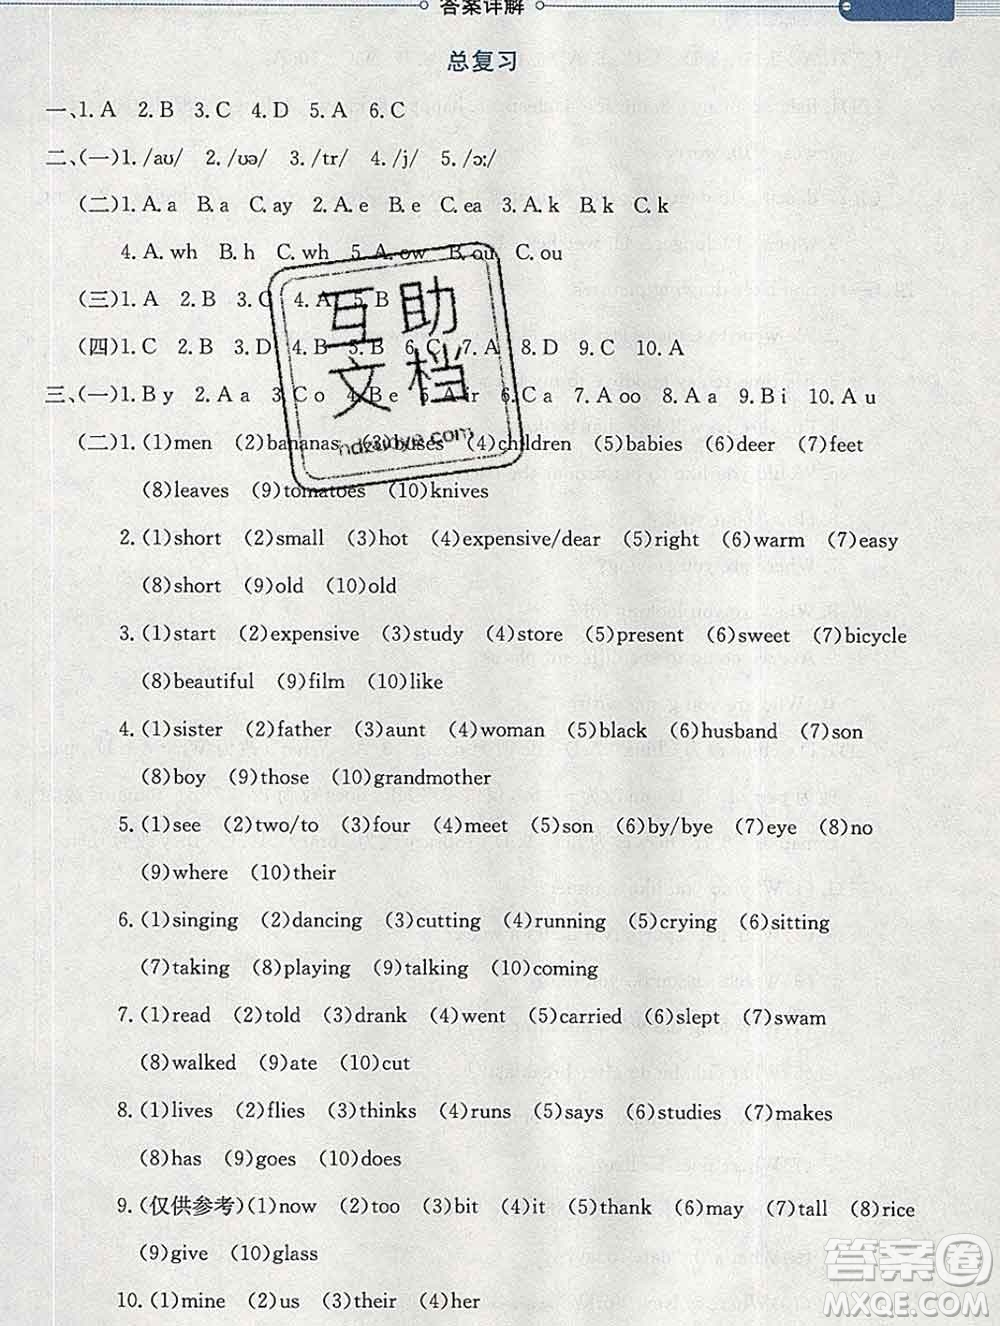 答案详解
总复习
一、1. A 2. B 3. C 4. D 5. A 6. C
二、(一)1. /aʊ/ 2. /ʊə/ 3. /tr/ 4. /j/ 5. /ɔː/
(二)1. A. a B. a C. ay 2. A. e B. e C. ea 3. A. k B. k C. k
4. A. wh B. h C. wh 5. A. ow B. ou C. ou
(三)1. A 2. B 3. C 4. A 5. B
(四)1. C 2. B 3. D 4. B 5. B 6. C 7. A 8. D 9. C 10. A
三、(一)1. B y 2. A a 3. C o 4. B e 5. A ir 6. C a 7. A oo 8. A a 9. B i 10. A u
(二)1. (1)men (2)bananas (3)buses (4)children (5)babies (6)deer (7)feet
(8)leaves (9)tomatoes (10)knives
2. (1)short (2)small (3)hot (4)expensive/dear (5)right (6)warm (7)easy
(8)short (9)old (10)old
3. (1)start (2)expensive (3)study (4)store (5)present (6)sweet (7)bicycle
(8)beautiful (9)film (10)like
4. (1)sister (2)father (3)aunt (4)woman (5)black (6)husband (7)son
(8)boy (9)those (10)grandmother
5. (1)see (2)two/to (3)four (4)meet (5)son (6)by/bye (7)eye (8)no
(9)where (10)their
6. (1)singing (2)dancing (3)cutting (4)running (5)crying (6)sitting
(7)taking (8)playing (9)talking (10)coming
7. (1)read (2)told (3)drank (4)went (5)carried (6)slept (7)swam
(8)walked (9)ate (10)cut
8. (1)lives (2)flies (3)thinks (4)runs (5)says (6)studies (7)makes
(8)has (9)goes (10)does
9. (仅供参考)(1)now (2)too (3)bit (4)it (5)thank (6)may (7)tall (8)rice
(9)give (10)glass
10. (1)mine (2)us (3)their (4)her
互助
文档
答案圈
MXQE.COM